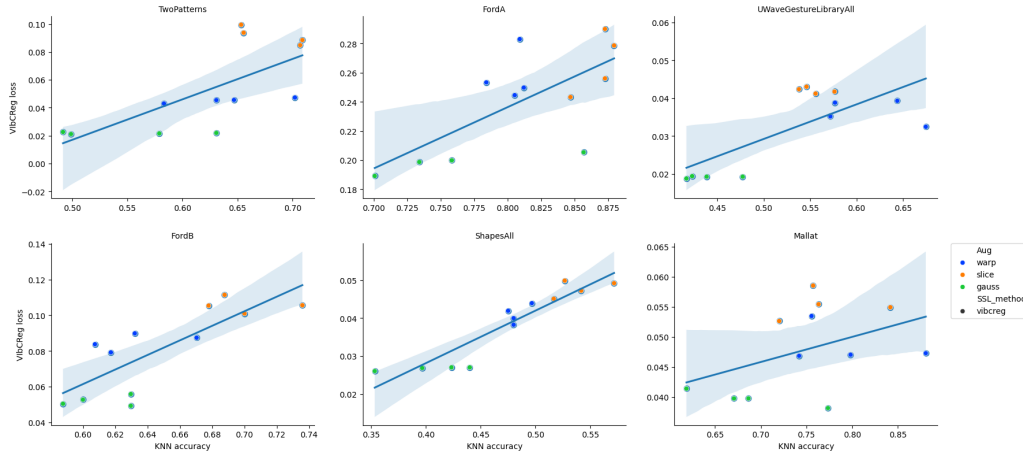 TwoPatterns
FordA
UWaveGestureLibraryAll
VIbCReg loss
0.10
0.08
0.06
0.04
0.02
0.00
−0.02
0.50 0.55 0.60 0.65 0.70
0.28
0.26
0.24
0.22
0.20
0.18
0.700 0.725 0.750 0.775 0.800 0.825 0.850 0.875
0.06
0.05
0.04
0.03
0.02
0.45 0.50 0.55 0.60 0.65
FordB
ShapesAll
Mallat
VIbCReg loss
0.14
0.12
0.10
0.08
0.06
0.04
0.60 0.62 0.64 0.66 0.68 0.70 0.72 0.74
KNN accuracy
0.05
0.04
0.03
0.02
0.35 0.40 0.45 0.50 0.55
KNN accuracy
0.065
0.060
0.055
0.050
0.045
0.040
0.65 0.70 0.75 0.80 0.85
KNN accuracy
Aug
warp
slice
gauss
SSL_metho
vibcreg